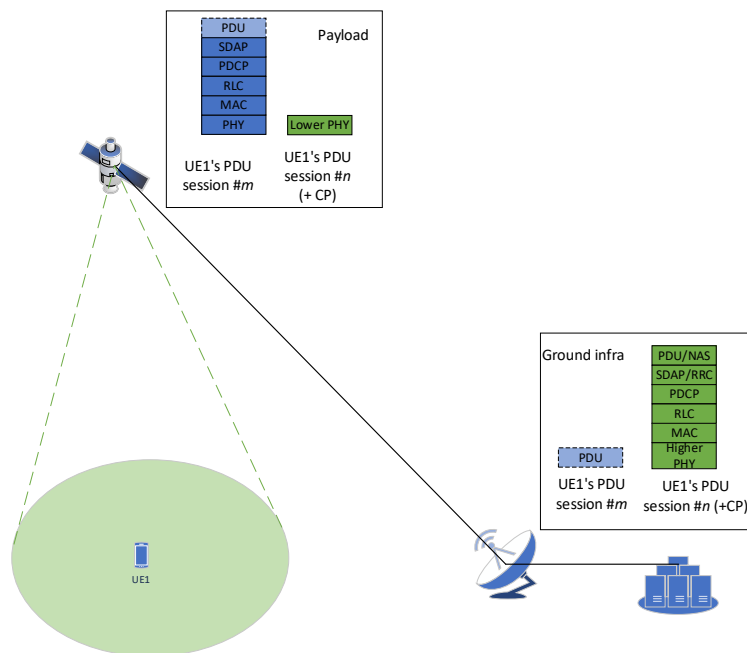 Payload
PDU
SDAP
PDCP
RLC
MAC
PHY
Lower PHY
UE1's PDU
session #m
UE1's PDU
session #n
(+ CP)
Ground infra
PDU/NAS
SDAP/RRC
PDCP
RLC
MAC
Higher
PHY
PDU
UE1's PDU
session #m
UE1's PDU
session #n (+CP)
UE1